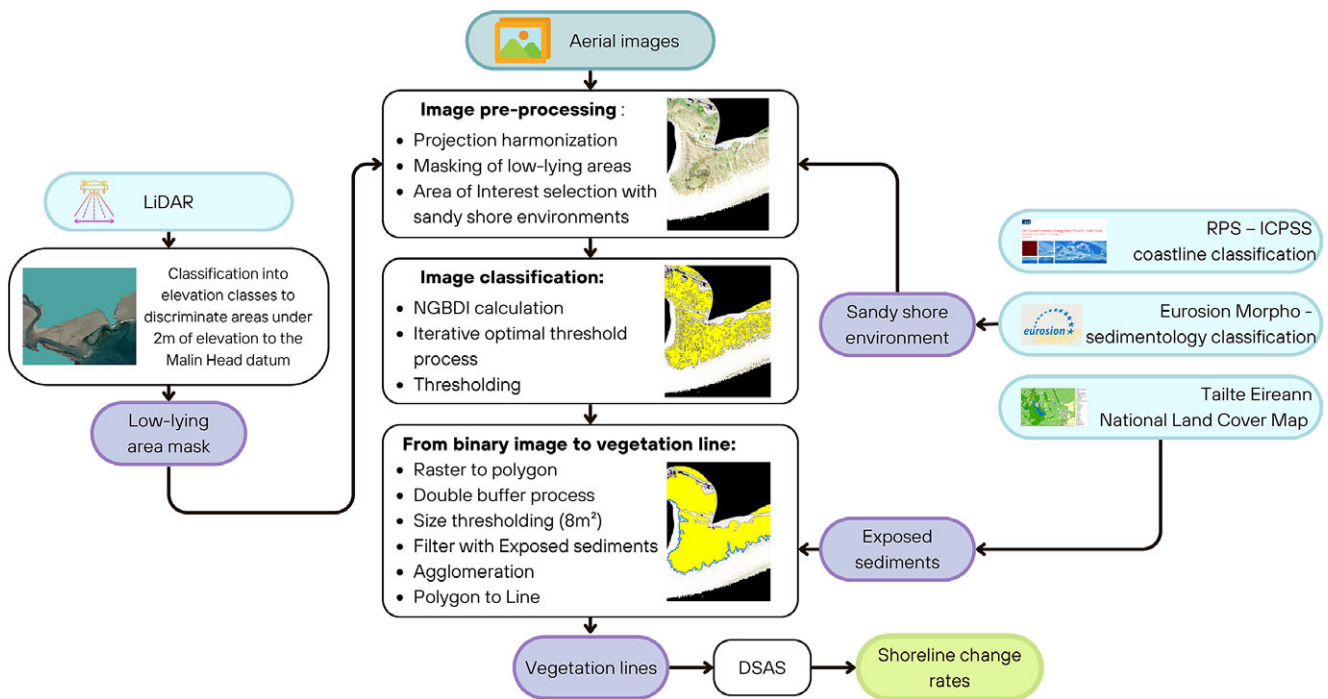 Aerial images
Image pre-processing :
• Projection harmonization
• Masking of low-lying areas
• Area of Interest selection with
sandy shore environments
LiDAR
Classification into
elevation classes to
discriminate areas under
2m of elevation to the
Malin Head datum
Low-lying
area mask
Image classification:
• NGBDI calculation
• Iterative optimal threshold
process
• Thresholding
RPS – ICPSS
coastline classification
eurosion
Eurosion Morpho -
sedimentology classification
Sandy shore
environment
Tailte Eireann
National Land Cover Map
From binary image to vegetation line:
• Raster to polygon
• Double buffer process
• Size thresholding (8m²)
• Filter with Exposed sediments
• Agglomeration
• Polygon to Line
Exposed
sediments
Vegetation lines
DSAS
Shoreline change
rates